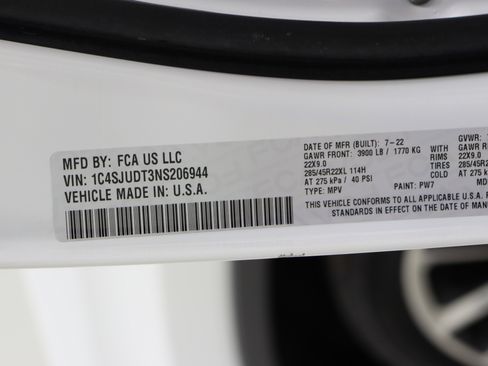 MFD BY: FCA US LLC
VIN: 1C4SJUDT3NS206944
VEHICLE MADE IN: U.S.A.
DATE OF MFR (BUILT): 7-22
GAWR FRONT: 3900 LB / 1770 KG
22X9.0
285/45R22XL 114H
AT 275 kPa / 40 PSI
TYPE: MPV
PAINT: PW7
WITH
RIMS
TIRES
COLD
MD
GVWR:
GAWR R
22X9.0
285/45R2
AT 275 K
THIS VEHICLE CONFORMS TO ALL APPLICABLE U.S.A.
STANDARDS IN EFFECT ON THE DATE OF MANU